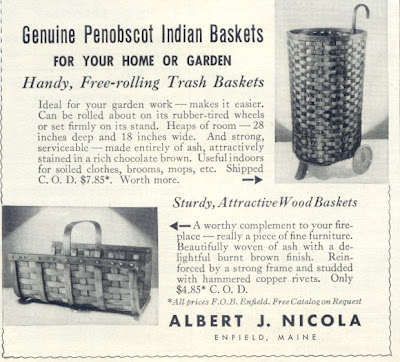 Genuine Penobscot Indian Baskets
FOR YOUR HOME OR GARDEN
Handy, Free-rolling Trash Baskets
Ideal for your garden work — makes it easier.
Can be rolled about on its rubber-tired wheels
or set firmly on its stand. Heaps of room — 28
inches deep and 18 inches wide. And strong,
serviceable — made entirely of ash, attractively
stained in a rich chocolate brown. Useful indoors
for soiled clothes, brooms, mops, etc. Shipped
C. O. D. $7.85*. Worth more.
Sturdy, Attractive Wood Baskets
A worthy complement to your fire-
place — really a piece of fine furniture.
Beautifully woven of ash with a de-
lightful burnt brown finish. Rein-
forced by a strong frame and studded
with hammered copper rivets. Only
$4.85* C. O. D.
*All prices F.O.B. Enfield. Free Catalog on Request
ALBERT J. NICOLA
ENFIELD, MAINE